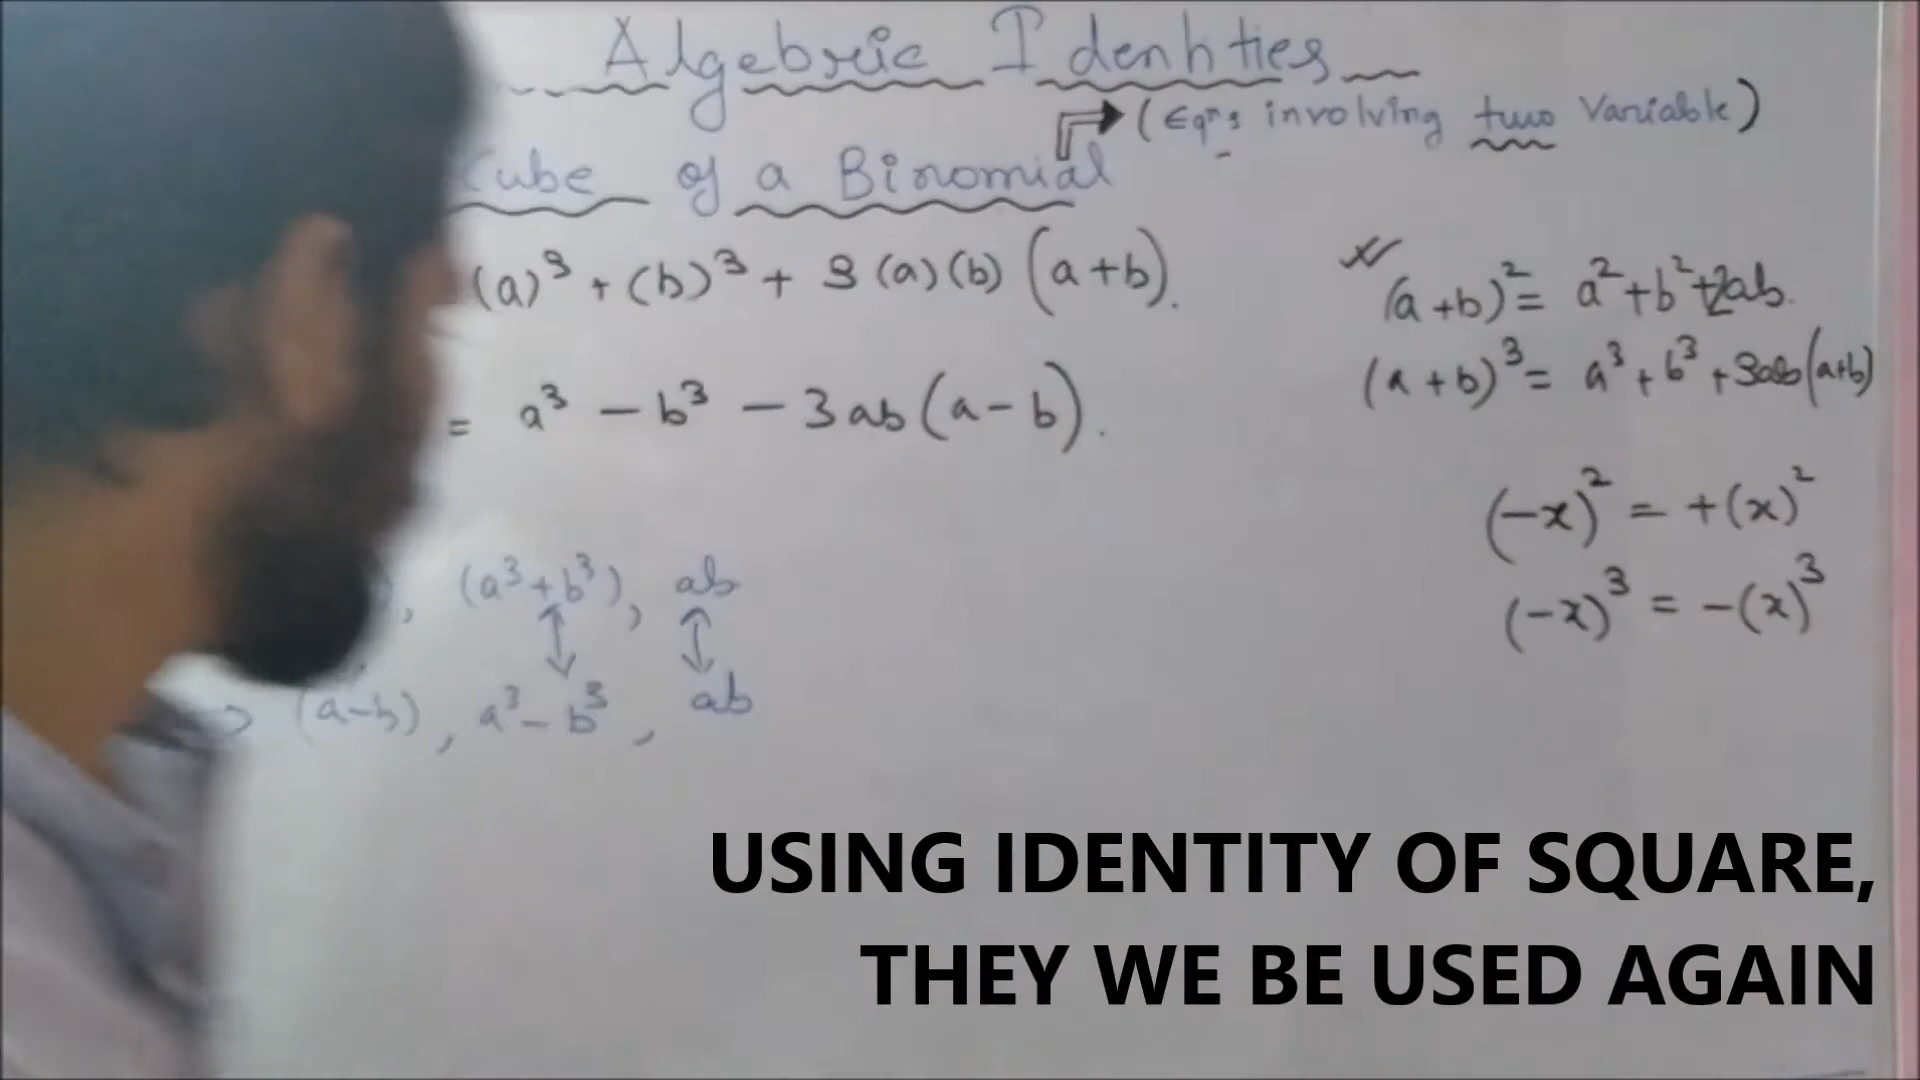 Algebric Identities
(Eqns involving two Variable)
Cube of a Binomial
(a)³ + (b)³ + 3 (a) (b) (a+b).
= a³ - b³ - 3ab (a-b).
(a+b)² = a² + b² + 2ab.
(a+b)³ = a³ + b³ + 3ab(a+b)
(-x)² = +(x)²
(-x)³ = -(x)³
, (a³+b³), ab
(a-b), a³-b³, ab
USING IDENTITY OF SQUARE,
THEY WE BE USED AGAIN